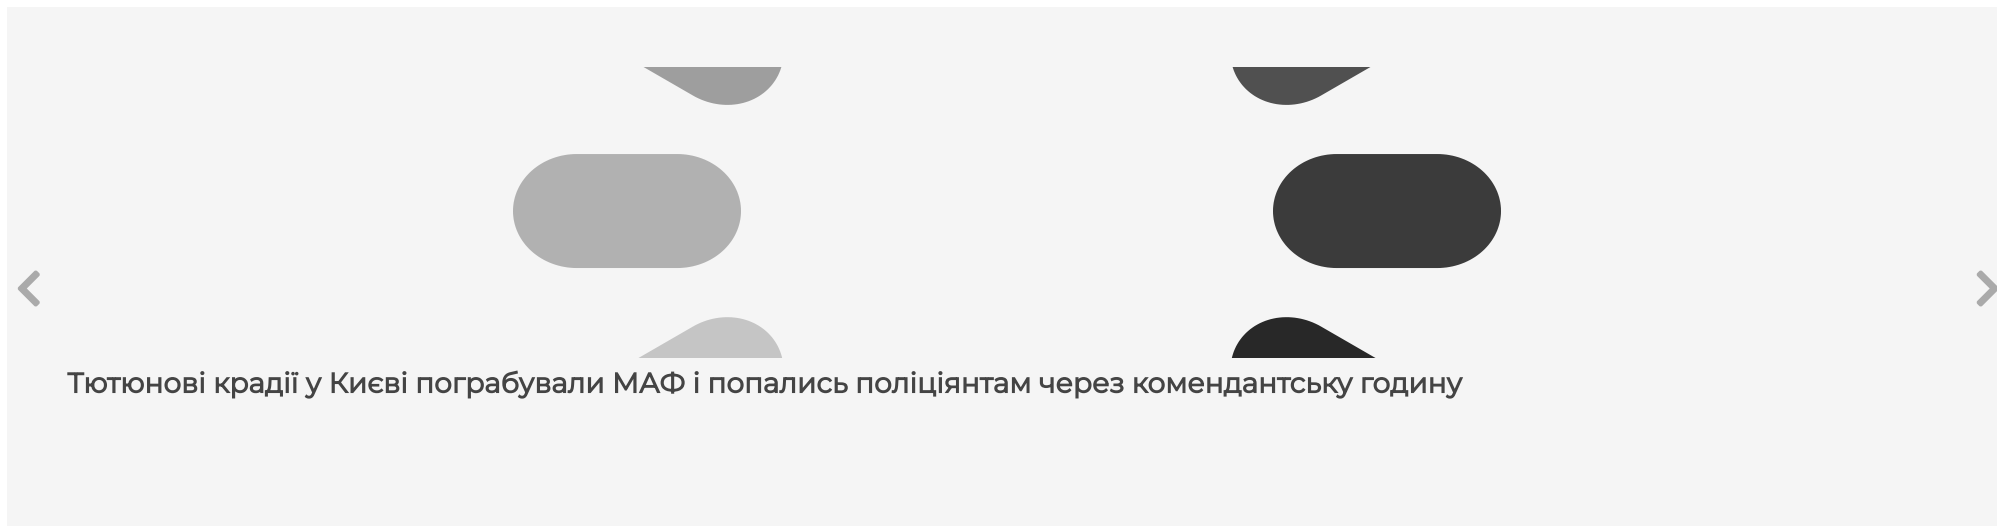 Тютюнові крадії у Києві пограбували МАФ і попались поліціянтам через комендантську годину